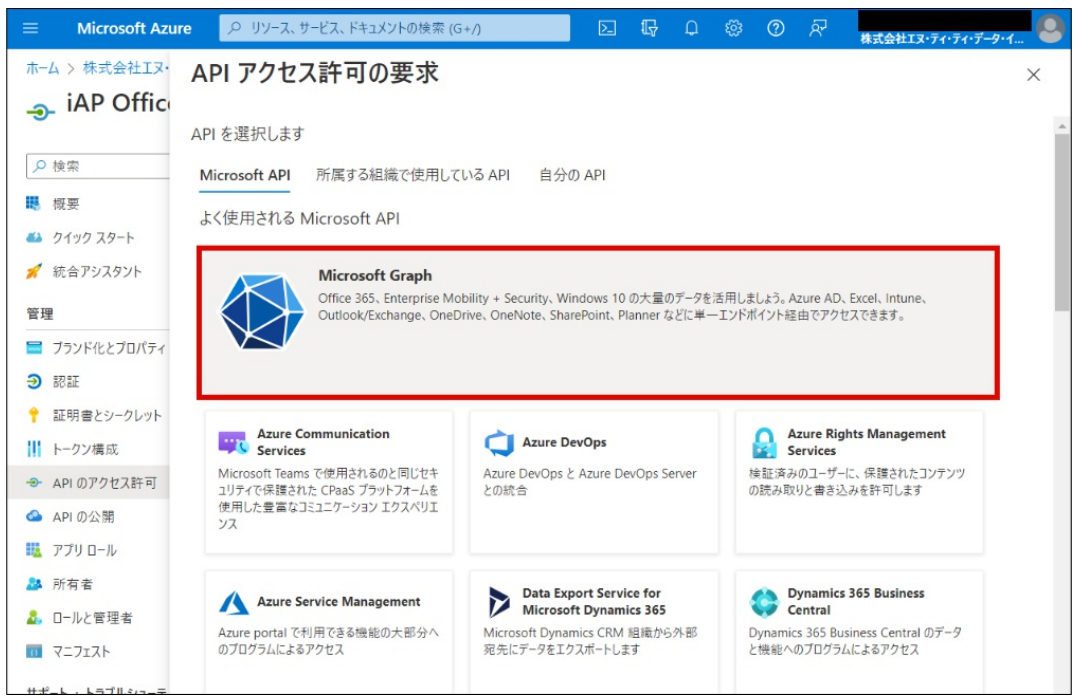 Microsoft Azure
リソース、サービス、ドキュメントの検索 (G+/)
株式会社エヌ・ティ・ティ・データ・イ...
ホーム > 株式会社エヌ・
iAP Offic
検索
概要
クイック スタート
統合アシスタント
管理
ブランド化とプロパティ
認証
証明書とシークレット
トークン構成
API のアクセス許可
API の公開
アプリ ロール
所有者
ロールと管理者
マニフェスト
サポート + トラブルシューテ
API アクセス許可の要求
API を選択します
Microsoft API 所属する組織で使用している API 自分の API
よく使用される Microsoft API
Microsoft Graph
Office 365、Enterprise Mobility + Security、Windows 10 の大量のデータを活用しましょう。Azure AD、Excel、Intune、
Outlook/Exchange、OneDrive、OneNote、SharePoint、Planner などに単一エンドポイント経由でアクセスできます。
Azure Communication
Services
Microsoft Teams で使用されるのと同じセキ
ュリティで保護された CPaaS プラットフォームを
使用した豊富なコミュニケーション エクスペリエ
ンス
Azure DevOps
Azure DevOps と Azure DevOps Server
との統合
Azure Rights Management
Services
検証済みのユーザーに、保護されたコンテンツ
の読み取りと書き込みを許可します
Azure Service Management
Azure portal で利用できる機能の大部分へ
のプログラムによるアクセス
Data Export Service for
Microsoft Dynamics 365
Microsoft Dynamics CRM 組織から外部
宛先にデータをエクスポートします
Dynamics 365 Business
Central
Dynamics 365 Business Central のデータ
と機能へのプログラムによるアクセス